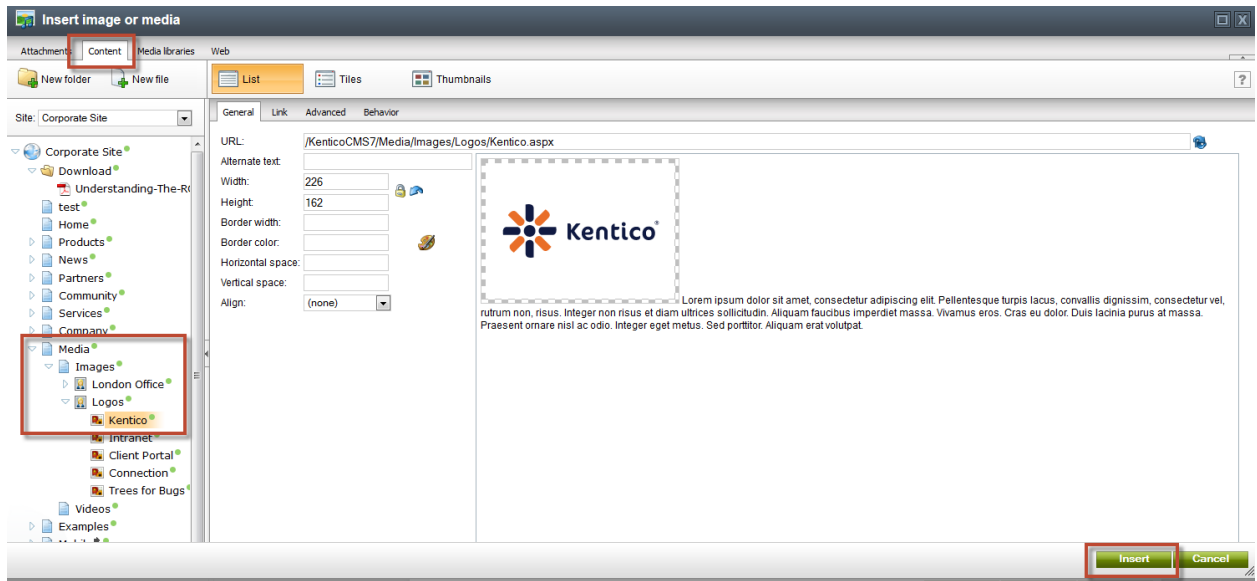 Insert image or media
Attachments Content Media libraries Web
New folder New file List Tiles Thumbnails ?
Site: Corporate Site
Corporate Site
Download
Understanding-The-R
test
Home
Products
News
Partners
Community
Services
Company
Media
Images
London Office
Logos
Kentico
Intranet
Client Portal
Connection
Trees for Bugs
Videos
Examples
General Link Advanced Behavior
URL: /KenticoCMS7/Media/Images/Logos/Kentico.aspx
Alternate text:
Width: 226
Height: 162
Border width:
Border color:
Horizontal space:
Vertical space:
Align: (none)
Kentico®
Lorem ipsum dolor sit amet, consectetur adipiscing elit. Pellentesque turpis lacus, convallis dignissim, consectetur vel,
rutrum non, risus. Integer non risus et diam ultrices sollicitudin. Aliquam faucibus imperdiet massa. Vivamus eros. Cras eu dolor. Duis lacinia purus at massa.
Praesent ornare nisl ac odio. Integer eget metus. Sed porttitor. Aliquam erat volutpat.
Insert Cancel